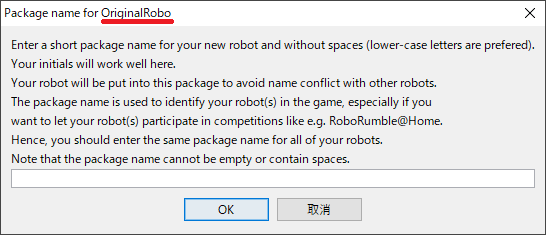 Package name for OriginalRobo
Enter a short package name for your new robot and without spaces (lower-case letters are prefered).
Your initials will work well here.
Your robot will be put into this package to avoid name conflict with other robots.
The package name is used to identify your robot(s) in the game, especially if you
want to let your robot(s) participate in competitions like e.g. RoboRumble@Home.
Hence, you should enter the same package name for all of your robots.
Note that the package name cannot be empty or contain spaces.
OK 取消